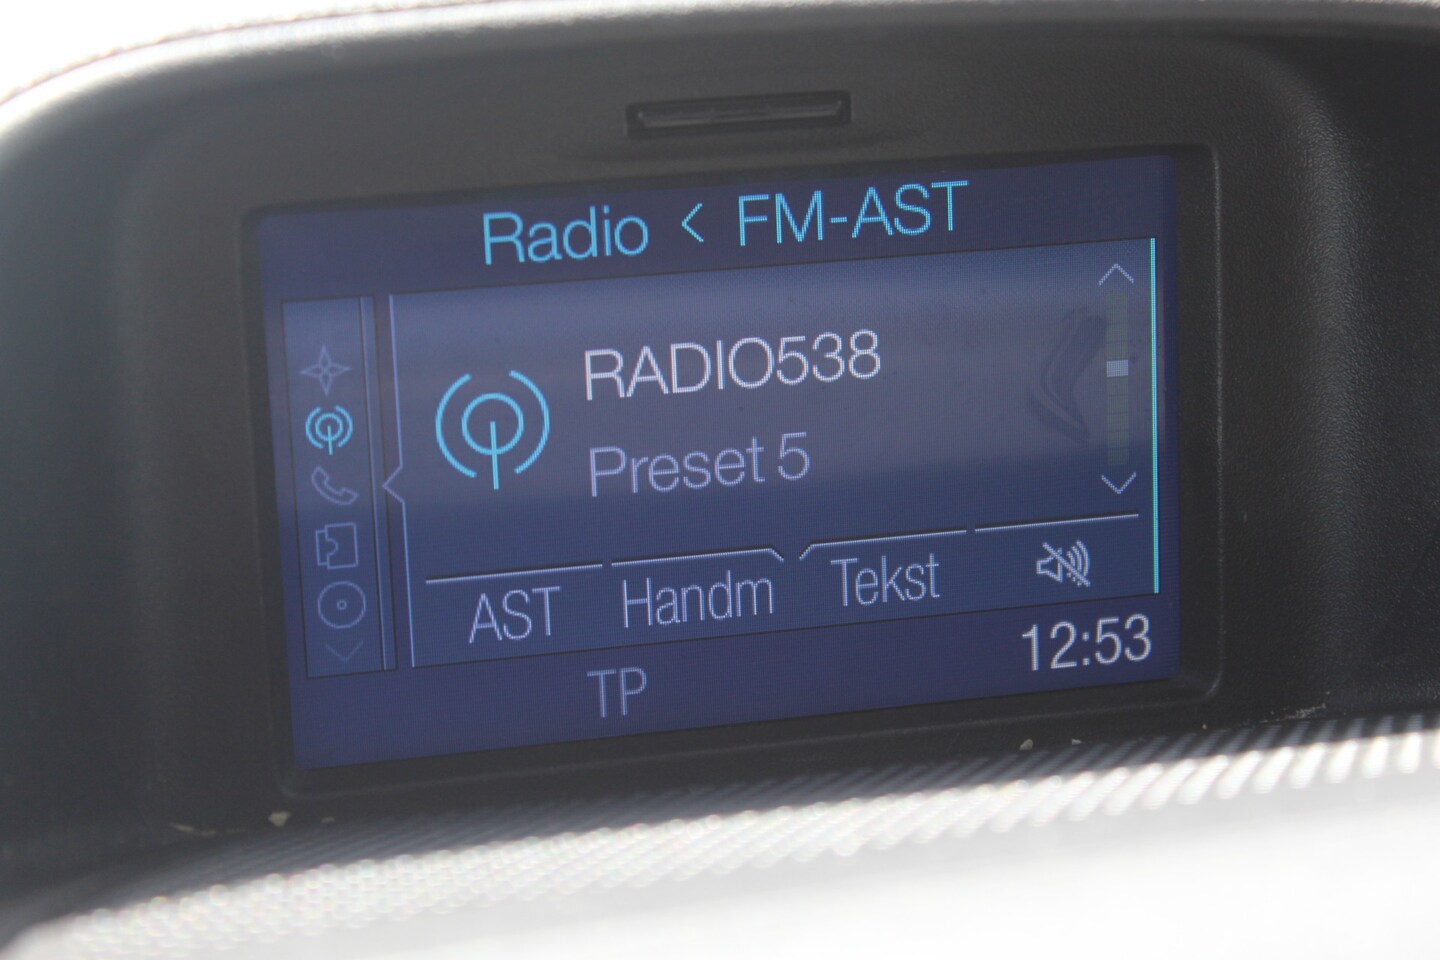 Radio < FM-AST
RADIO538
Preset 5
AST Handm Tekst
TP 12:53